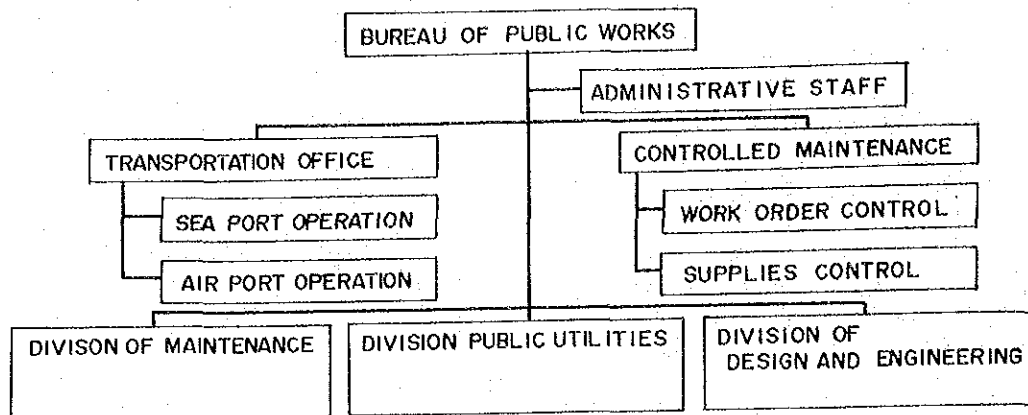 BUREAU OF PUBLIC WORKS
ADMINISTRATIVE STAFF
TRANSPORTATION OFFICE
CONTROLLED MAINTENANCE
SEA PORT OPERATION
WORK ORDER CONTROL
AIR PORT OPERATION
SUPPLIES CONTROL
DIVISON OF MAINTENANCE
DIVISION PUBLIC UTILITIES
DIVISION OF
DESIGN AND ENGINEERING